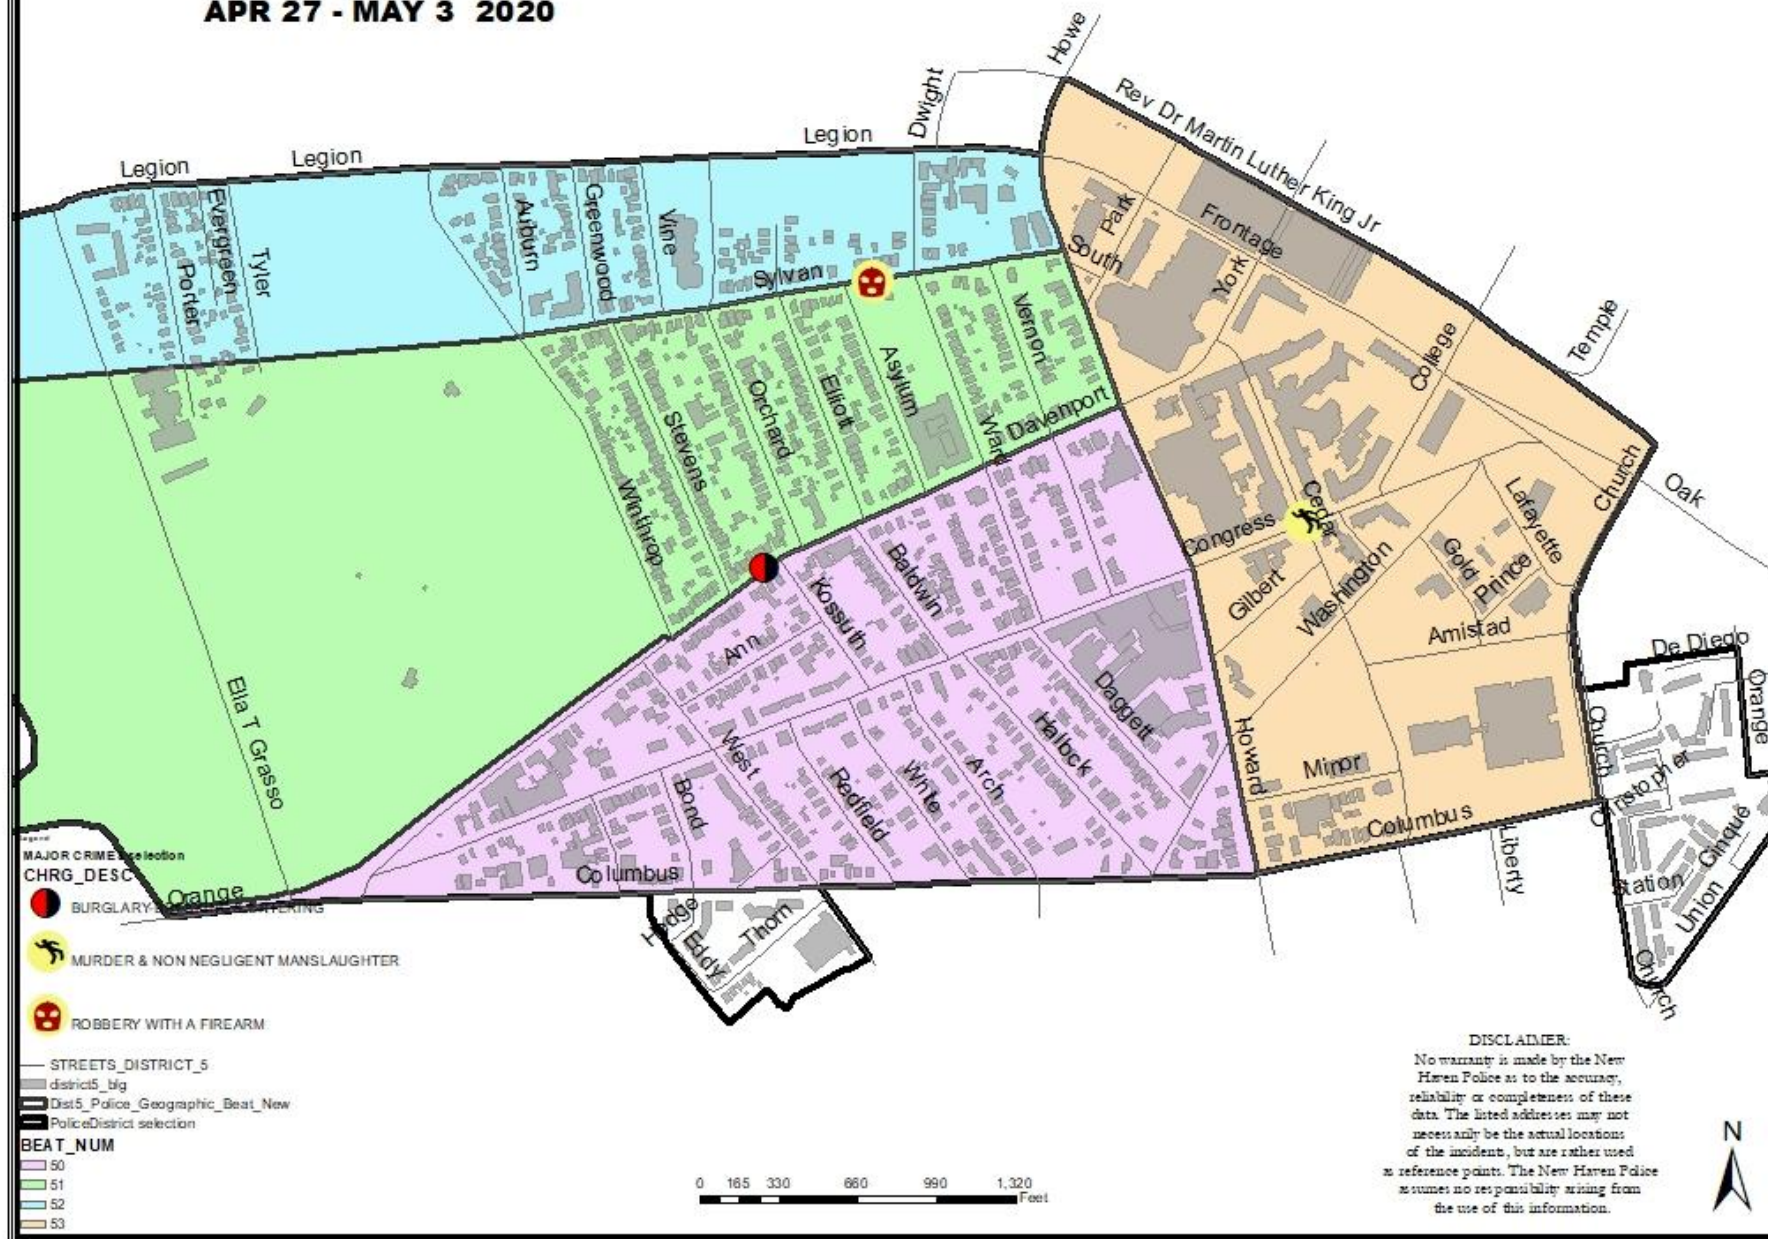 APR 27 - MAY 3 2020
Howe
Rev Dr Martin Luther King Jr
Dwight
Legion
Legion
Legion
Evergreen
Porter
Tyler
Auburn
Greenwood
Vine
Sylvan
Park
South
Frontage
York
College
Temple
Vernon
Asylum
Elliott
Orchard
Stevens
Winthrop
Ward
Davenport
Cedar
Congress
Gilbert
Washington
Gold
Prince
Lafayette
Church
Oak
Amistad
De Diego
Orange
Baldwin
Kossuth
Ann
Ella T Grasso
Daggett
Hallock
West
Bond
Redfield
White
Arch
Howard
Minor
Columbus
Columbus
Liberty
Church
Cinque
Station
Union
Church
Orange
Eddy
Thorn
MAJOR CRIMES selection
CHRG_DESC
BURGLARY
MURDER & NON NEGLIGENT MANSLAUGHTER
ROBBERY WITH A FIREARM
STREETS_DISTRICT_5
district5_blg
Dist5_Police_Geographic_Beat_New
PoliceDistrict selection
BEAT_NUM
50
51
52
53
0 165 330 660 990 1,320
Feet
DISCLAIMER:
No warranty is made by the New
Haven Police as to the accuracy,
reliability or completeness of these
data. The listed addresses may not
necessarily be the actual locations
of the incidents, but are rather used
as reference points. The New Haven Police
assumes no responsibility arising from
the use of this information.
N